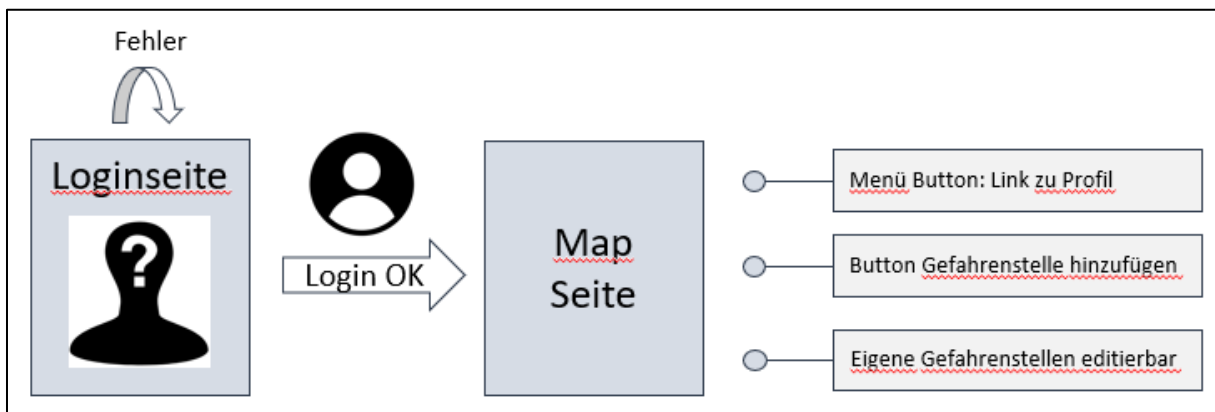 Fehler
Loginseite
?
Login OK
Map
Seite
Menü Button: Link zu Profil
Button Gefahrenstelle hinzufügen
Eigene Gefahrenstellen editierbar